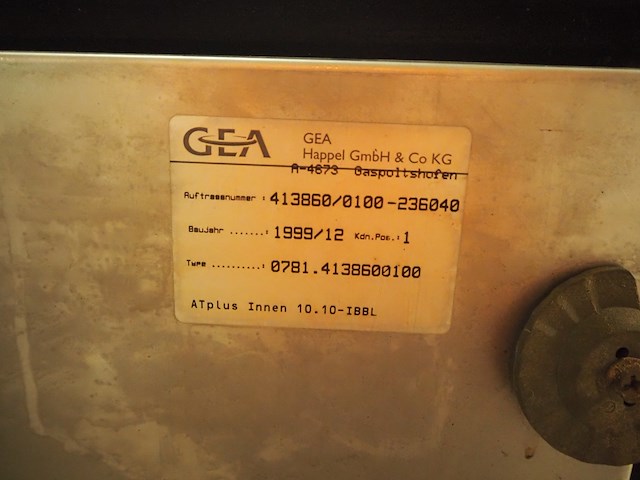 GEA
GEA
Happel GmbH & Co KG
A-4673 Gaspoltshofen
Auftragsnummer : 413860/0100-236040
Baujahr .......: 1999/12 Kdn.Pos.: 1
Type ..........: 0781.4138600100
ATplus Innen 10.10-IBBL